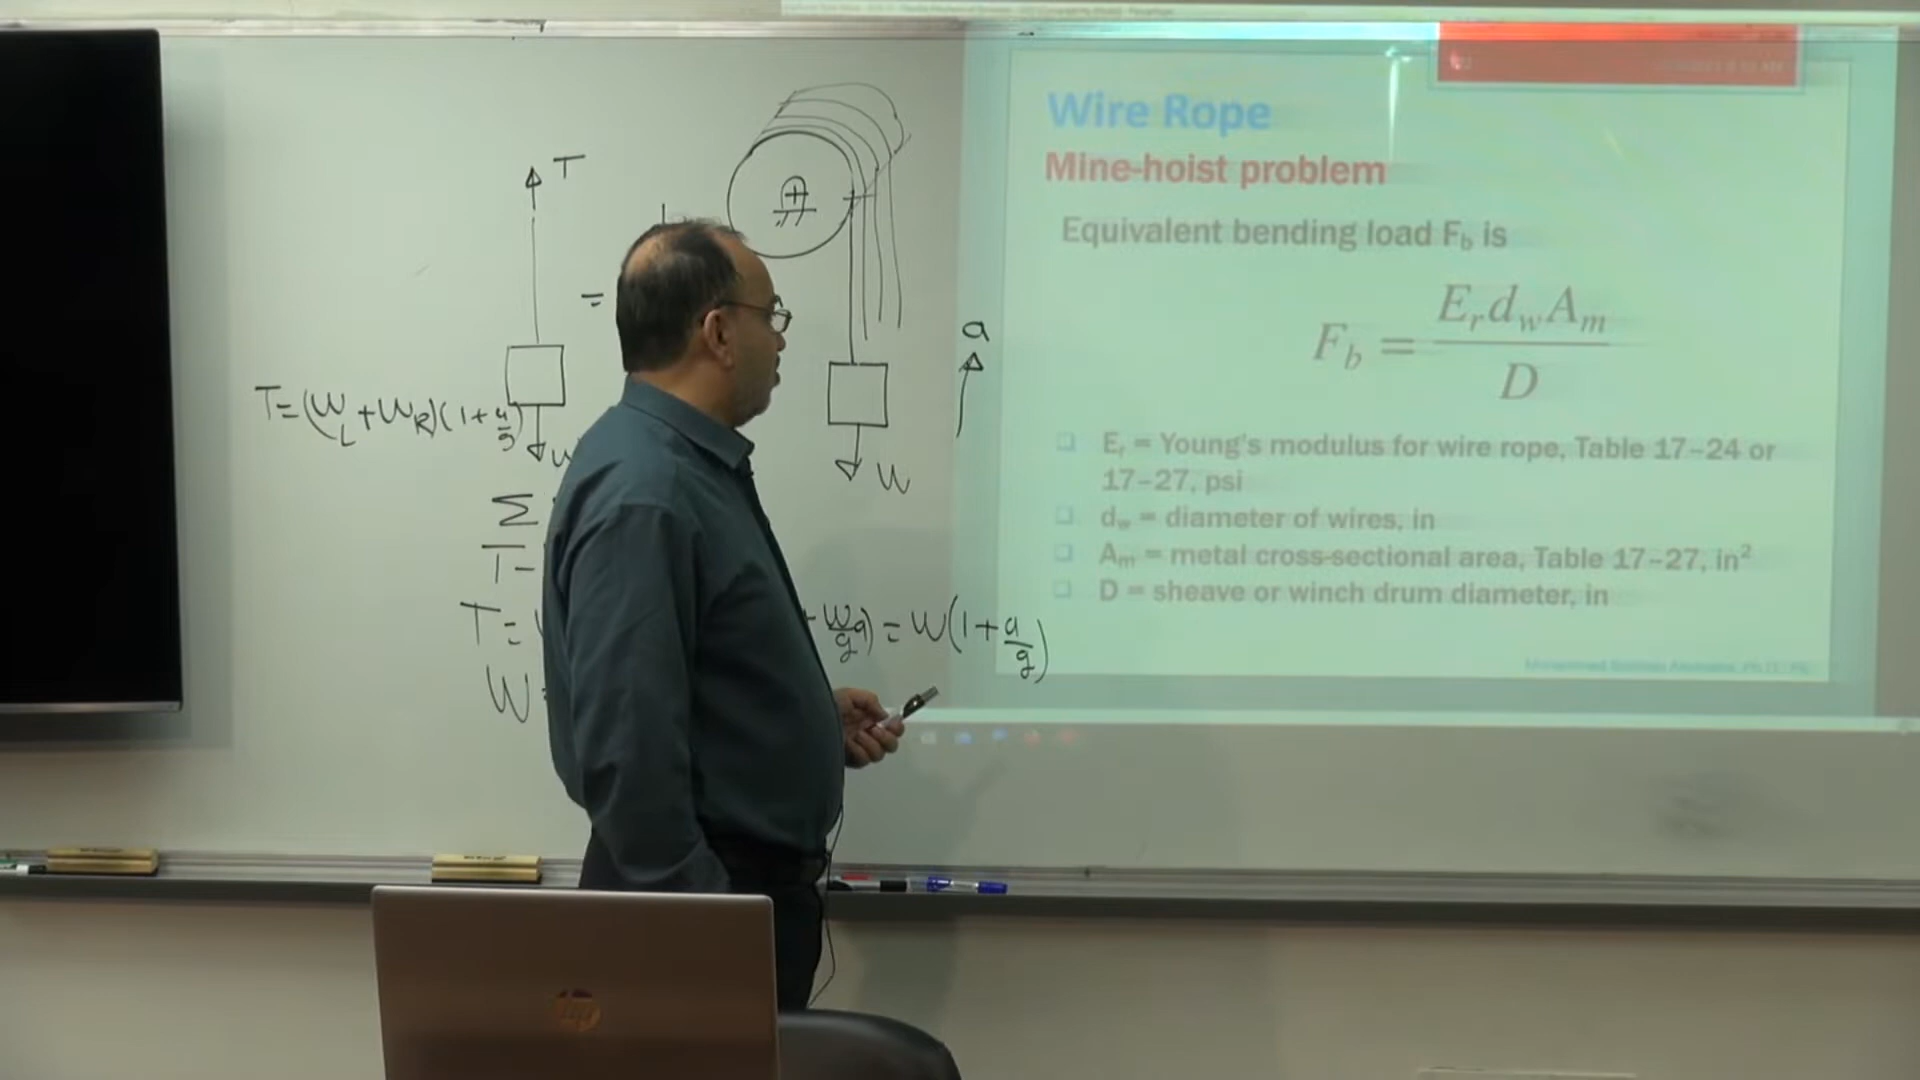 T
=
a
T=(W_L+W_R)(1+a/g)
W
Σ
T-
T=
+ Wa/g)=W(1+a/g)
W=
Wire Rope
Mine-hoist problem
Equivalent bending load F_b is
F_b = E_r d_w A_m / D
E_r = Young's modulus for wire rope, Table 17–24 or
17–27, psi
d_w = diameter of wires, in
A_m = metal cross-sectional area, Table 17–27, in²
D = sheave or winch drum diameter, in
hp